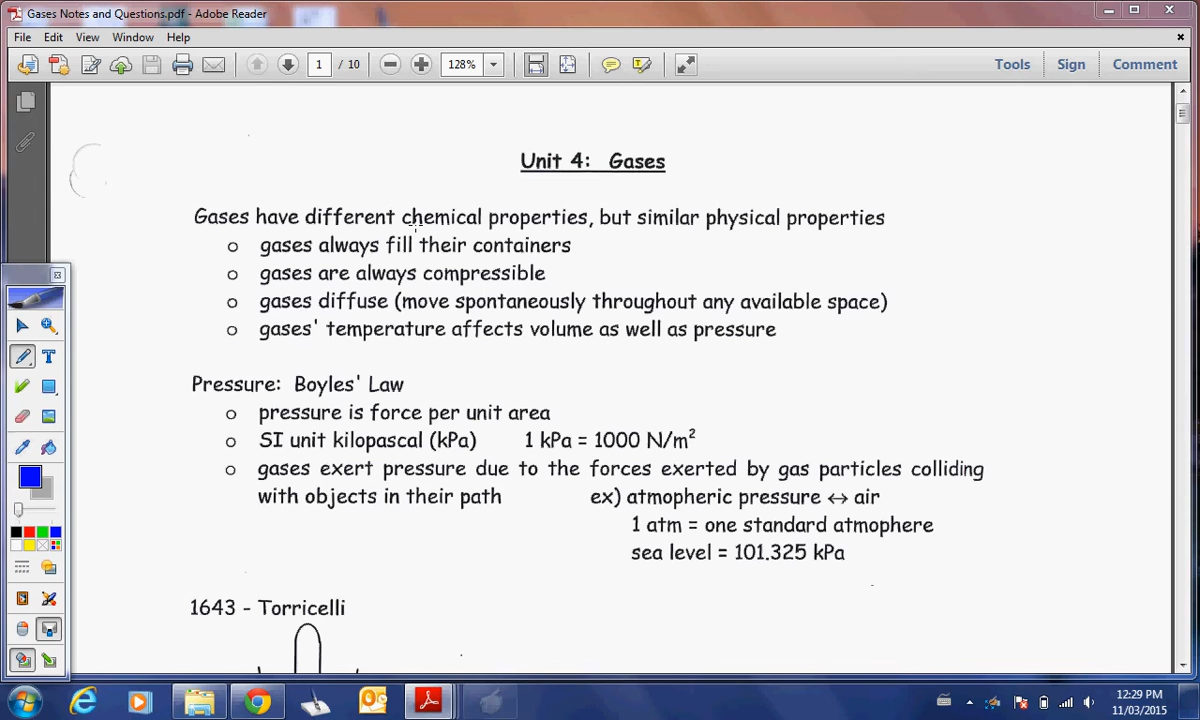 Gases Notes and Questions.pdf - Adobe Reader
File Edit View Window Help
1 / 10 128% Tools Sign Comment
Unit 4: Gases
Gases have different chemical properties, but similar physical properties
o gases always fill their containers
o gases are always compressible
o gases diffuse (move spontaneously throughout any available space)
o gases' temperature affects volume as well as pressure
Pressure: Boyles' Law
o pressure is force per unit area
o SI unit kilopascal (kPa) 1 kPa = 1000 N/m²
o gases exert pressure due to the forces exerted by gas particles colliding
with objects in their path ex) atmopheric pressure ↔ air
1 atm = one standard atmophere
sea level = 101.325 kPa
1643 - Torricelli
12:29 PM
11/03/2015